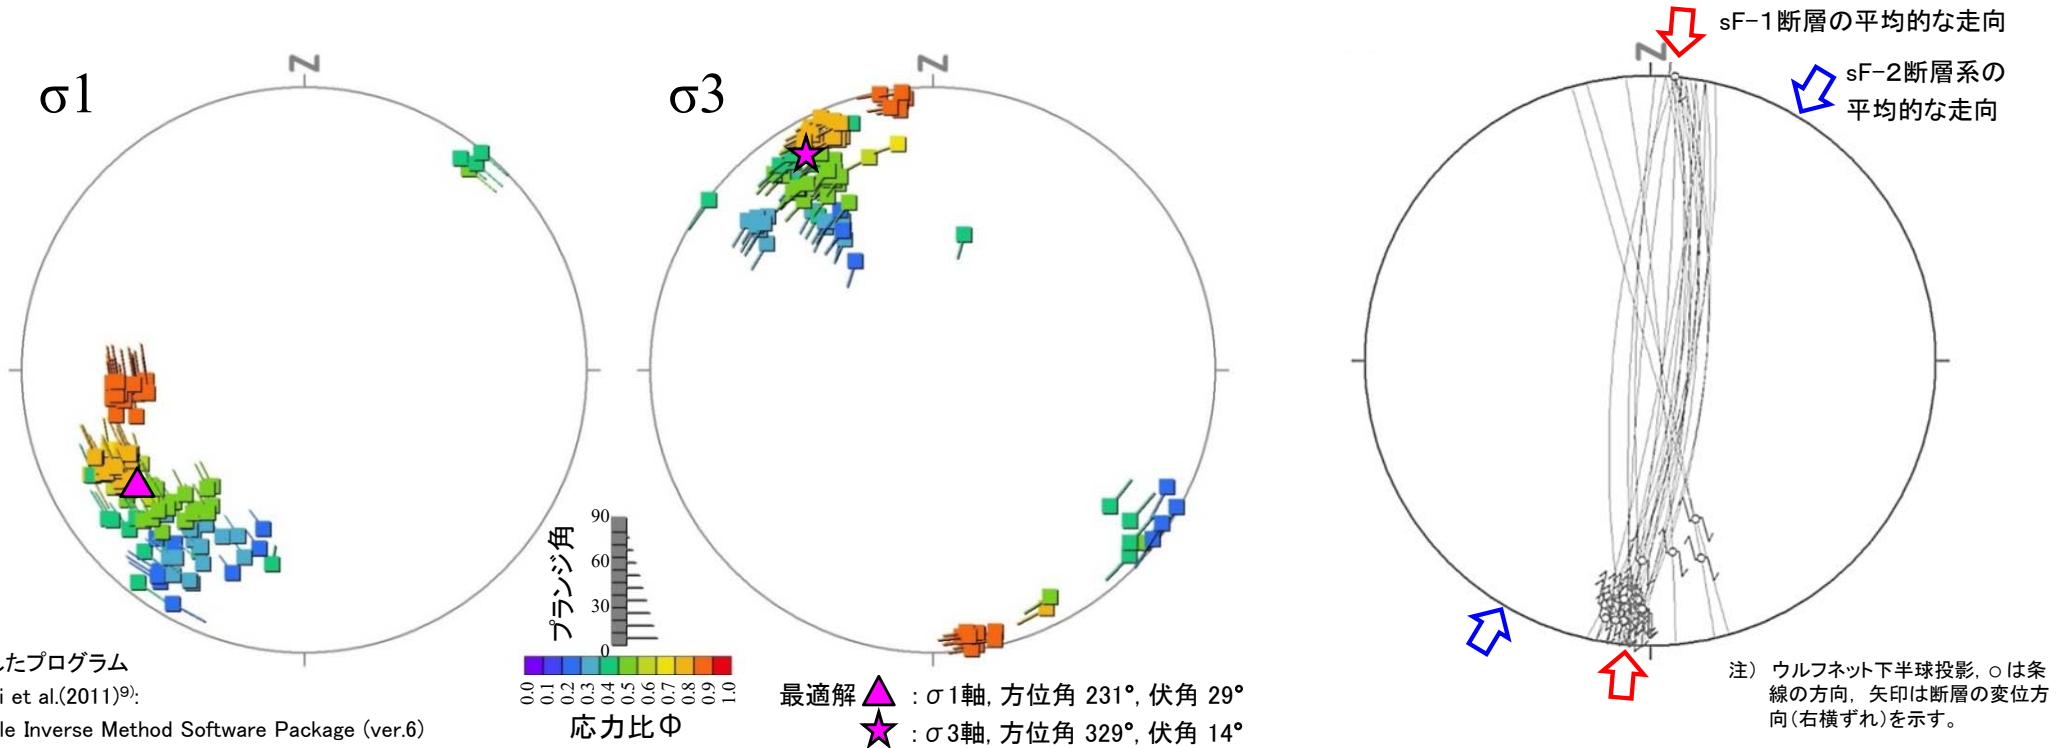 σ1
N
σ3
N
N
sF-1断層の平均的な走向
sF-2断層系の
平均的な走向
プランジ角
90
60
30
0
0.0 0.1 0.2 0.3 0.4 0.5 0.6 0.7 0.8 0.9 1.0
応力比Φ
したプログラム
i et al.(2011)⁹⁾:
le Inverse Method Software Package (ver.6)
最適解 ▲ : σ1軸, 方位角 231°, 伏角 29°
★ : σ3軸, 方位角 329°, 伏角 14°
注) ウルフネット下半球投影, ○は条
線の方向, 矢印は断層の変位方
向(右横ずれ)を示す。